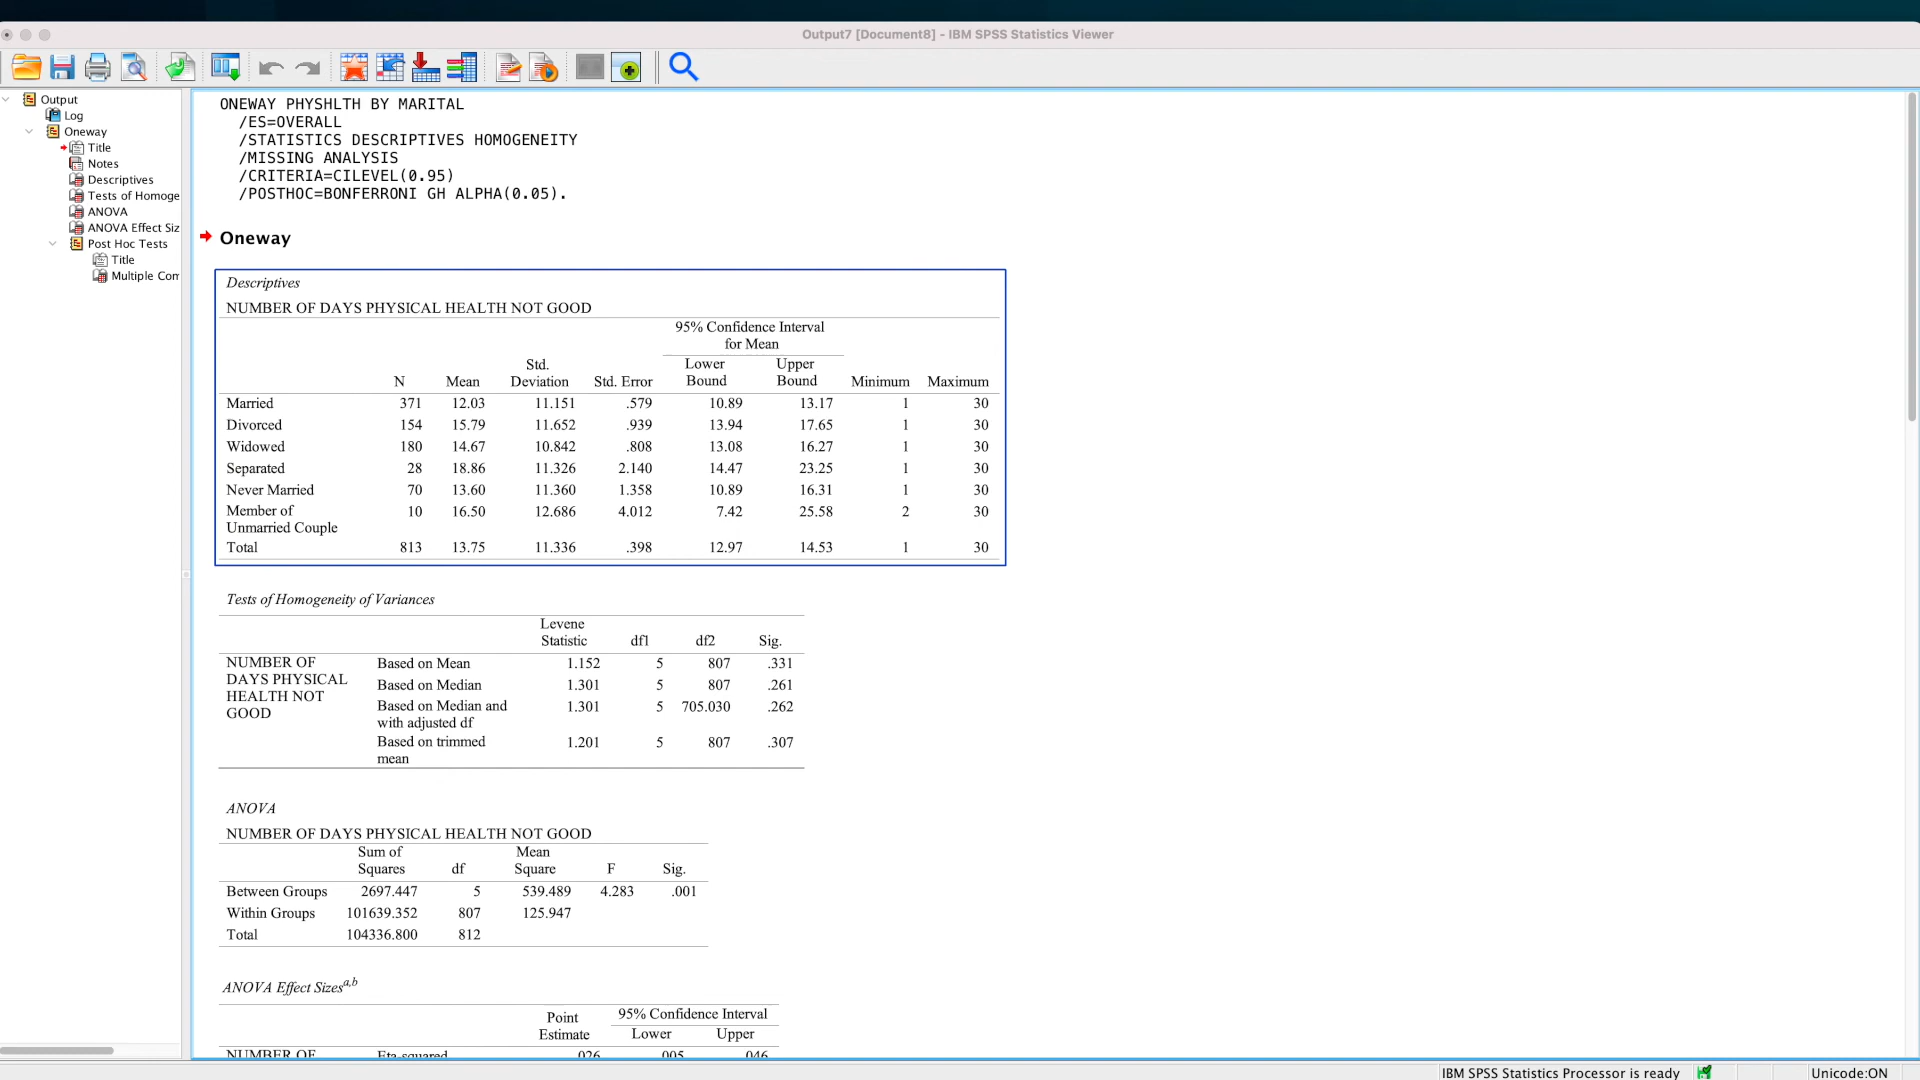 Output7 [Document8] - IBM SPSS Statistics Viewer
Output
Log
Oneway
Title
Notes
Descriptives
Tests of Homoge
ANOVA
ANOVA Effect Siz
Post Hoc Tests
Title
Multiple Com
ONEWAY PHYSHLTH BY MARITAL
/ES=OVERALL
/STATISTICS DESCRIPTIVES HOMOGENEITY
/MISSING ANALYSIS
/CRITERIA=CILEVEL(0.95)
/POSTHOC=BONFERRONI GH ALPHA(0.05).
Oneway
Descriptives
NUMBER OF DAYS PHYSICAL HEALTH NOT GOOD
95% Confidence Interval
for Mean
Std. Lower Upper
N Mean Deviation Std. Error Bound Bound Minimum Maximum
Married 371 12.03 11.151 .579 10.89 13.17 1 30
Divorced 154 15.79 11.652 .939 13.94 17.65 1 30
Widowed 180 14.67 10.842 .808 13.08 16.27 1 30
Separated 28 18.86 11.326 2.140 14.47 23.25 1 30
Never Married 70 13.60 11.360 1.358 10.89 16.31 1 30
Member of 10 16.50 12.686 4.012 7.42 25.58 2 30
Unmarried Couple
Total 813 13.75 11.336 .398 12.97 14.53 1 30
Tests of Homogeneity of Variances
Levene
Statistic df1 df2 Sig.
NUMBER OF Based on Mean 1.152 5 807 .331
DAYS PHYSICAL Based on Median 1.301 5 807 .261
HEALTH NOT Based on Median and 1.301 5 705.030 .262
GOOD with adjusted df
Based on trimmed 1.201 5 807 .307
mean
ANOVA
NUMBER OF DAYS PHYSICAL HEALTH NOT GOOD
Sum of Mean
Squares df Square F Sig.
Between Groups 2697.447 5 539.489 4.283 .001
Within Groups 101639.352 807 125.947
Total 104336.800 812
ANOVA Effect Sizesa,b
Point 95% Confidence Interval
Estimate Lower Upper
NUMBER OF Eta-squared .026 .005 .046
IBM SPSS Statistics Processor is ready
Unicode:ON